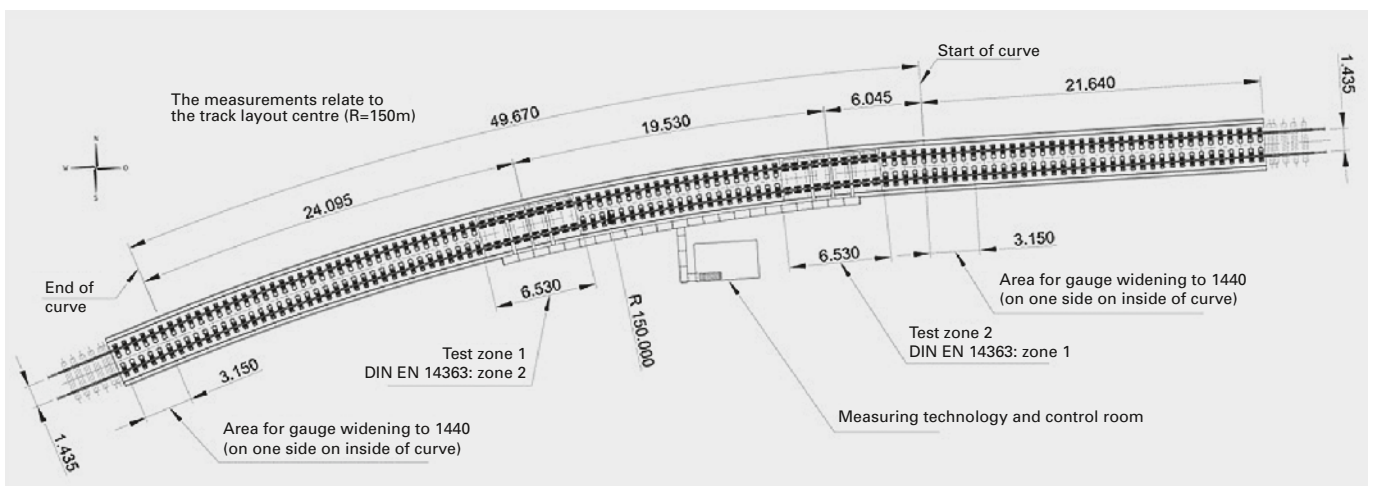 Start of curve
1.435
21.640
6.045
The measurements relate to
the track layout centre (R=150m)
49.670
19.530
N
W
O
S
24.095
End of
curve
6.530
R 150.000
6.530
3.150
Area for gauge widening to 1440
(on one side on inside of curve)
Test zone 1
DIN EN 14363: zone 2
Test zone 2
DIN EN 14363: zone 1
3.150
Area for gauge widening to 1440
(on one side on inside of curve)
Measuring technology and control room
1.435